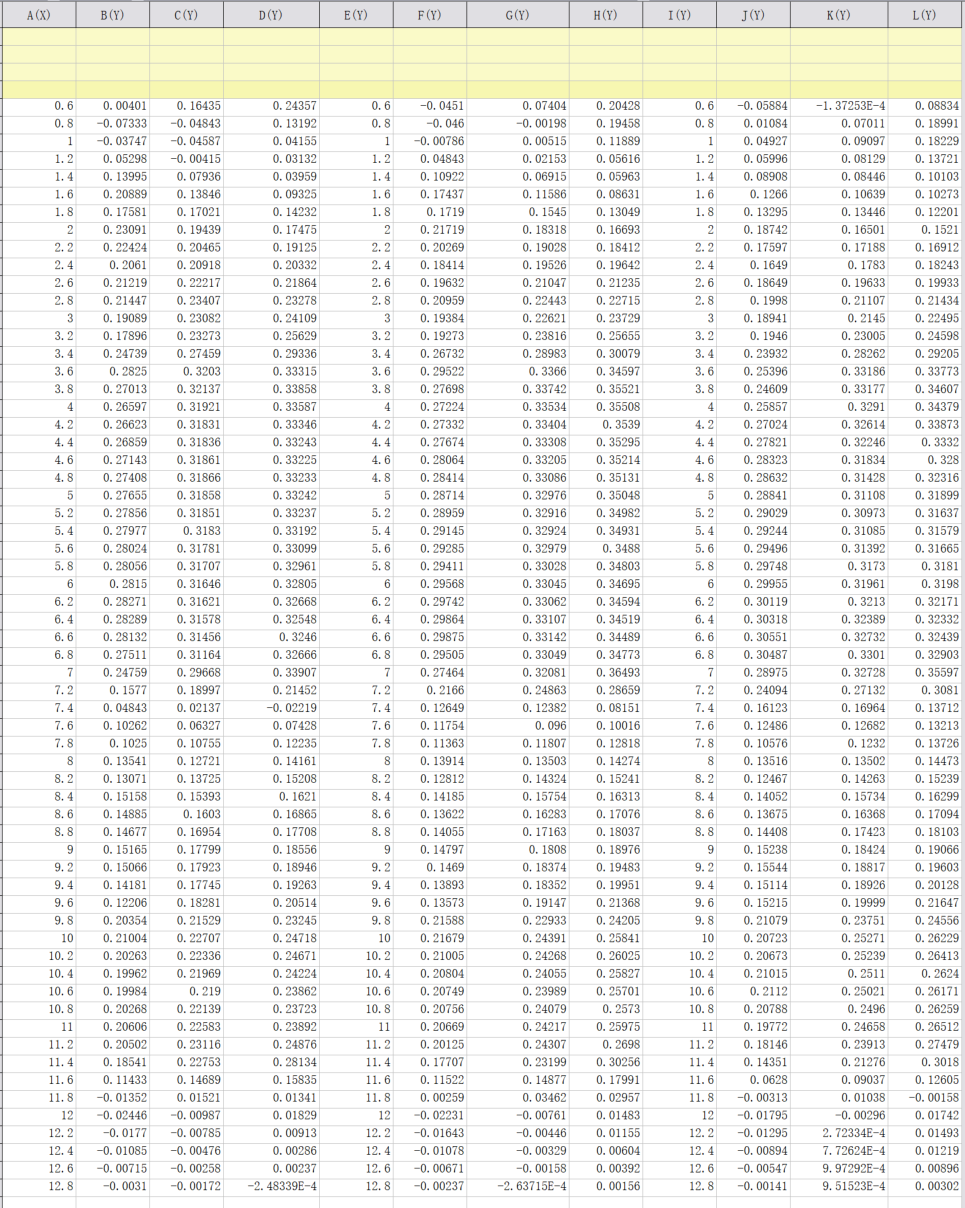 A(X) B(Y) C(Y) D(Y) E(Y) F(Y) G(Y) H(Y) I(Y) J(Y) K(Y) L(Y)
0.6 0.00401 0.16435 0.24357 0.6 -0.0451 0.07404 0.20428 0.6 -0.05884 -1.37253E-4 0.08834
0.8 -0.07333 -0.04843 0.13192 0.8 -0.046 -0.00198 0.19458 0.8 0.01084 0.07011 0.18991
1 -0.03747 -0.04587 0.04155 1 -0.00786 0.00515 0.11889 1 0.04927 0.09097 0.18229
1.2 0.05298 -0.00415 0.03132 1.2 0.04843 0.02153 0.05616 1.2 0.05996 0.08129 0.13721
1.4 0.13995 0.07936 0.03959 1.4 0.10922 0.06915 0.05963 1.4 0.08908 0.08446 0.10103
1.6 0.20889 0.13846 0.09325 1.6 0.17437 0.11586 0.08631 1.6 0.1266 0.10639 0.10273
1.8 0.17581 0.17021 0.14232 1.8 0.1719 0.1545 0.13049 1.8 0.13295 0.13446 0.12201
2 0.23091 0.19439 0.17475 2 0.21719 0.18318 0.16693 2 0.18742 0.16501 0.1521
2.2 0.22424 0.20465 0.19125 2.2 0.20269 0.19028 0.18412 2.2 0.17597 0.17188 0.16912
2.4 0.2061 0.20918 0.20332 2.4 0.18414 0.19526 0.19642 2.4 0.1649 0.1783 0.18243
2.6 0.21219 0.22217 0.21864 2.6 0.19632 0.21047 0.21235 2.6 0.18649 0.19633 0.19933
2.8 0.21447 0.23407 0.23278 2.8 0.20959 0.22443 0.22715 2.8 0.1998 0.21107 0.21434
3 0.19089 0.23082 0.24109 3 0.19384 0.22621 0.23729 3 0.18941 0.2145 0.22495
3.2 0.17896 0.23273 0.25629 3.2 0.19273 0.23816 0.25655 3.2 0.1946 0.23005 0.24598
3.4 0.24739 0.27459 0.29336 3.4 0.26732 0.28983 0.30079 3.4 0.23932 0.28262 0.29205
3.6 0.2825 0.3203 0.33315 3.6 0.29522 0.3366 0.34597 3.6 0.25396 0.33186 0.33773
3.8 0.27013 0.32137 0.33858 3.8 0.27698 0.33742 0.35521 3.8 0.24609 0.33177 0.34607
4 0.26597 0.31921 0.33587 4 0.27224 0.33534 0.35508 4 0.25857 0.3291 0.34379
4.2 0.26623 0.31831 0.33346 4.2 0.27332 0.33404 0.3539 4.2 0.27024 0.32614 0.33873
4.4 0.26859 0.31836 0.33243 4.4 0.27674 0.33308 0.35295 4.4 0.27821 0.32246 0.3332
4.6 0.27143 0.31861 0.33225 4.6 0.28064 0.33205 0.35214 4.6 0.28323 0.31834 0.328
4.8 0.27408 0.31866 0.33233 4.8 0.28414 0.33086 0.35131 4.8 0.28632 0.31428 0.32316
5 0.27655 0.31858 0.33242 5 0.28714 0.32976 0.35048 5 0.28841 0.31108 0.31899
5.2 0.27856 0.31851 0.33237 5.2 0.28959 0.32916 0.34982 5.2 0.29029 0.30973 0.31637
5.4 0.27977 0.3183 0.33192 5.4 0.29145 0.32924 0.34931 5.4 0.29244 0.31085 0.31579
5.6 0.28024 0.31781 0.33099 5.6 0.29285 0.32979 0.3488 5.6 0.29496 0.31392 0.31665
5.8 0.28056 0.31707 0.32961 5.8 0.29411 0.33028 0.34803 5.8 0.29748 0.3173 0.3181
6 0.2815 0.31646 0.32805 6 0.29568 0.33045 0.34695 6 0.29955 0.31961 0.3198
6.2 0.28271 0.31621 0.32668 6.2 0.29742 0.33062 0.34594 6.2 0.30119 0.3213 0.32171
6.4 0.28289 0.31578 0.32548 6.4 0.29864 0.33107 0.34519 6.4 0.30318 0.32389 0.32332
6.6 0.28132 0.31456 0.3246 6.6 0.29875 0.33142 0.34489 6.6 0.30551 0.32732 0.32439
6.8 0.27511 0.31164 0.32666 6.8 0.29505 0.33049 0.34773 6.8 0.30487 0.3301 0.32903
7 0.24759 0.29668 0.33907 7 0.27464 0.32081 0.36493 7 0.28975 0.32728 0.35597
7.2 0.1577 0.18997 0.21452 7.2 0.2166 0.24863 0.28659 7.2 0.24094 0.27132 0.3081
7.4 0.04843 0.02137 -0.02219 7.4 0.12649 0.12382 0.08151 7.4 0.16123 0.16964 0.13712
7.6 0.10262 0.06327 0.07428 7.6 0.11754 0.096 0.10016 7.6 0.12486 0.12682 0.13213
7.8 0.1025 0.10755 0.12235 7.8 0.11363 0.11807 0.12818 7.8 0.10576 0.1232 0.13726
8 0.13541 0.12721 0.14161 8 0.13914 0.13503 0.14274 8 0.13516 0.13502 0.14473
8.2 0.13071 0.13725 0.15208 8.2 0.12812 0.14324 0.15241 8.2 0.12467 0.14263 0.15239
8.4 0.15158 0.15393 0.1621 8.4 0.14185 0.15754 0.16313 8.4 0.14052 0.15734 0.16299
8.6 0.14885 0.1603 0.16865 8.6 0.13622 0.16283 0.17076 8.6 0.13675 0.16368 0.17094
8.8 0.14677 0.16954 0.17708 8.8 0.14055 0.17163 0.18037 8.8 0.14408 0.17423 0.18103
9 0.15165 0.17799 0.18556 9 0.14797 0.1808 0.18976 9 0.15238 0.18424 0.19066
9.2 0.15066 0.17923 0.18946 9.2 0.1469 0.18374 0.19483 9.2 0.15544 0.18817 0.19603
9.4 0.14181 0.17745 0.19263 9.4 0.13893 0.18352 0.19951 9.4 0.15114 0.18926 0.20128
9.6 0.12206 0.18281 0.20514 9.6 0.13573 0.19147 0.21368 9.6 0.15215 0.19999 0.21647
9.8 0.20354 0.21529 0.23245 9.8 0.21588 0.22933 0.24205 9.8 0.21079 0.23751 0.24556
10 0.21004 0.22707 0.24718 10 0.21679 0.24391 0.25841 10 0.20723 0.25271 0.26229
10.2 0.20263 0.22336 0.24671 10.2 0.21005 0.24268 0.26025 10.2 0.20673 0.25239 0.26413
10.4 0.19962 0.21969 0.24224 10.4 0.20804 0.24055 0.25827 10.4 0.21015 0.2511 0.2624
10.6 0.19984 0.219 0.23862 10.6 0.20749 0.23989 0.25701 10.6 0.2112 0.25021 0.26171
10.8 0.20268 0.22139 0.23723 10.8 0.20756 0.24079 0.2573 10.8 0.20788 0.2496 0.26259
11 0.20606 0.22583 0.23892 11 0.20669 0.24217 0.25975 11 0.19772 0.24658 0.26512
11.2 0.20502 0.23116 0.24876 11.2 0.20125 0.24307 0.2698 11.2 0.18146 0.23913 0.27479
11.4 0.18541 0.22753 0.28134 11.4 0.17707 0.23199 0.30256 11.4 0.14351 0.21276 0.3018
11.6 0.11433 0.14689 0.15835 11.6 0.11522 0.14877 0.17991 11.6 0.0628 0.09037 0.12605
11.8 -0.01352 0.01521 0.01341 11.8 0.00259 0.03462 0.02957 11.8 -0.00313 0.01038 -0.00158
12 -0.02446 -0.00987 0.01829 12 -0.02231 -0.00761 0.01483 12 -0.01795 -0.00296 0.01742
12.2 -0.0177 -0.00785 0.00913 12.2 -0.01643 -0.00446 0.01155 12.2 -0.01295 2.72334E-4 0.01493
12.4 -0.01085 -0.00476 0.00286 12.4 -0.01078 -0.00329 0.00604 12.4 -0.00894 7.72624E-4 0.01219
12.6 -0.00715 -0.00258 0.00237 12.6 -0.00671 -0.00158 0.00392 12.6 -0.00547 9.97292E-4 0.00896
12.8 -0.0031 -0.00172 -2.48339E-4 12.8 -0.00237 -2.63715E-4 0.00156 12.8 -0.00141 9.51523E-4 0.00302